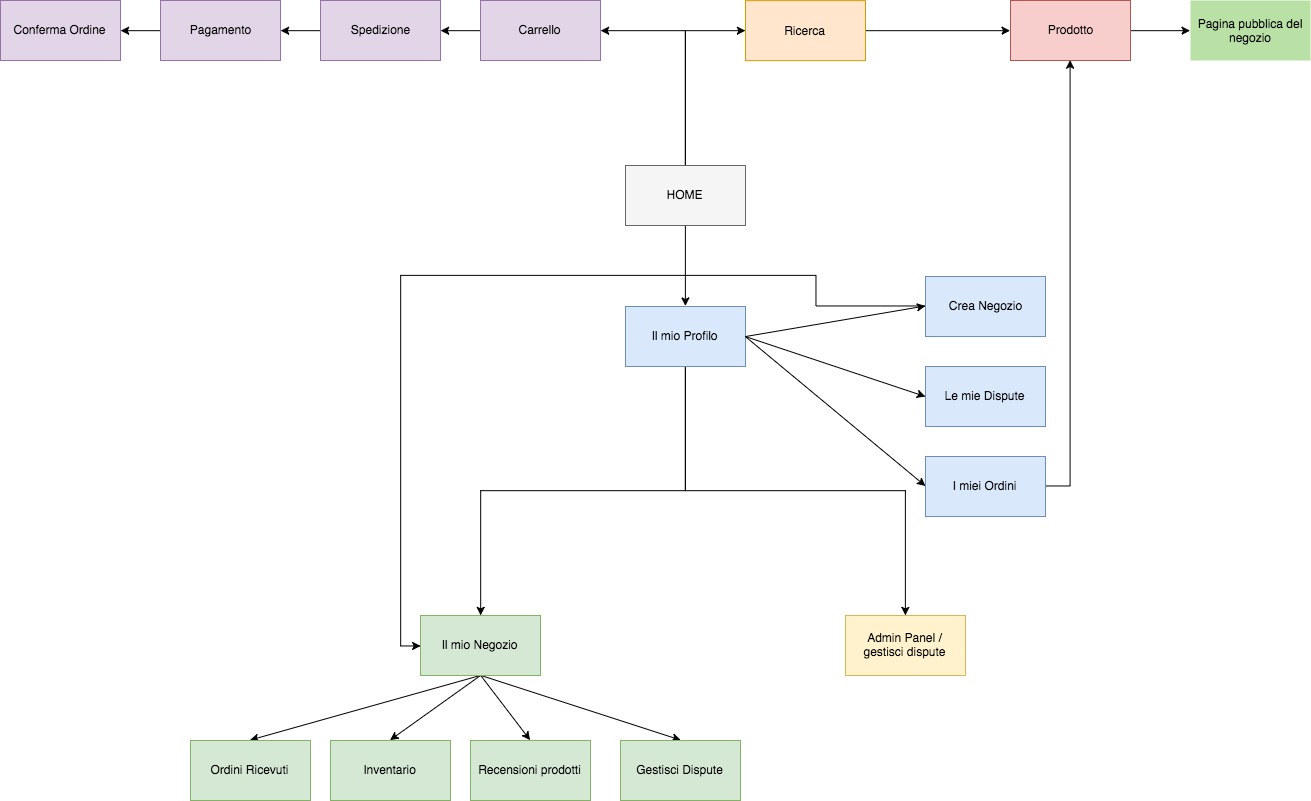 Conferma Ordine
Pagamento
Spedizione
Carrello
Ricerca
Prodotto
Pagina pubblica del
negozio
HOME
Il mio Profilo
Crea Negozio
Le mie Dispute
I miei Ordini
Il mio Negozio
Admin Panel /
gestisci dispute
Ordini Ricevuti
Inventario
Recensioni prodotti
Gestisci Dispute